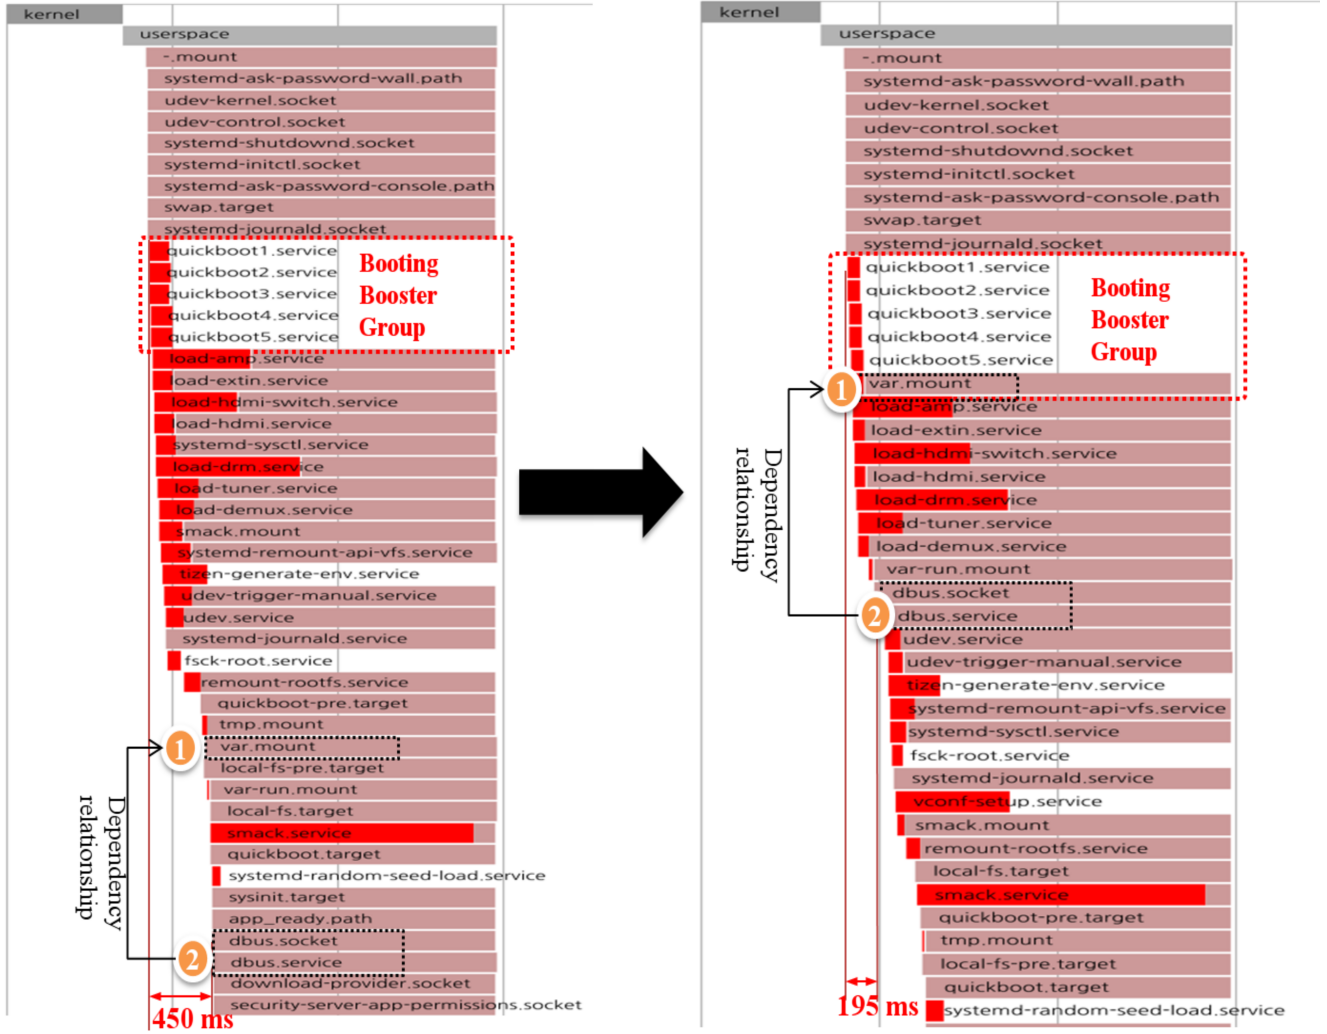 kernel
userspace
-.mount
systemd-ask-password-wall.path
udev-kernel.socket
udev-control.socket
systemd-shutdownd.socket
systemd-initctl.socket
systemd-ask-password-console.path
swap.target
systemd-journald.socket
quickboot1.service
quickboot2.service
quickboot3.service
quickboot4.service
quickboot5.service
Booting
Booster
Group
load-amp.service
load-extin.service
load-hdmi-switch.service
load-hdmi.service
systemd-sysctl.service
load-drm.service
load-tuner.service
load-demux.service
smack.mount
systemd-remount-api-vfs.service
tizen-generate-env.service
udev-trigger-manual.service
udev.service
systemd-journald.service
fsck-root.service
remount-rootfs.service
quickboot-pre.target
tmp.mount
1
var.mount
local-fs-pre.target
var-run.mount
local-fs.target
smack.service
quickboot.target
systemd-random-seed-load.service
sysinit.target
app_ready.path
dbus.socket
2
dbus.service
download-provider.socket
security-server-app-permissions.socket
Dependency
relationship
450 ms
kernel
userspace
-.mount
systemd-ask-password-wall.path
udev-kernel.socket
udev-control.socket
systemd-shutdownd.socket
systemd-initctl.socket
systemd-ask-password-console.path
swap.target
systemd-journald.socket
quickboot1.service
quickboot2.service
quickboot3.service
quickboot4.service
quickboot5.service
Booting
Booster
Group
1
var.mount
load-amp.service
load-extin.service
load-hdmi-switch.service
load-hdmi.service
load-drm.service
load-tuner.service
load-demux.service
var-run.mount
dbus.socket
2
dbus.service
udev.service
udev-trigger-manual.service
tizen-generate-env.service
systemd-remount-api-vfs.service
systemd-sysctl.service
fsck-root.service
systemd-journald.service
vconf-setup.service
smack.mount
remount-rootfs.service
local-fs.target
smack.service
quickboot-pre.target
tmp.mount
local-fs-pre.target
quickboot.target
systemd-random-seed-load.service
Dependency
relationship
195 ms